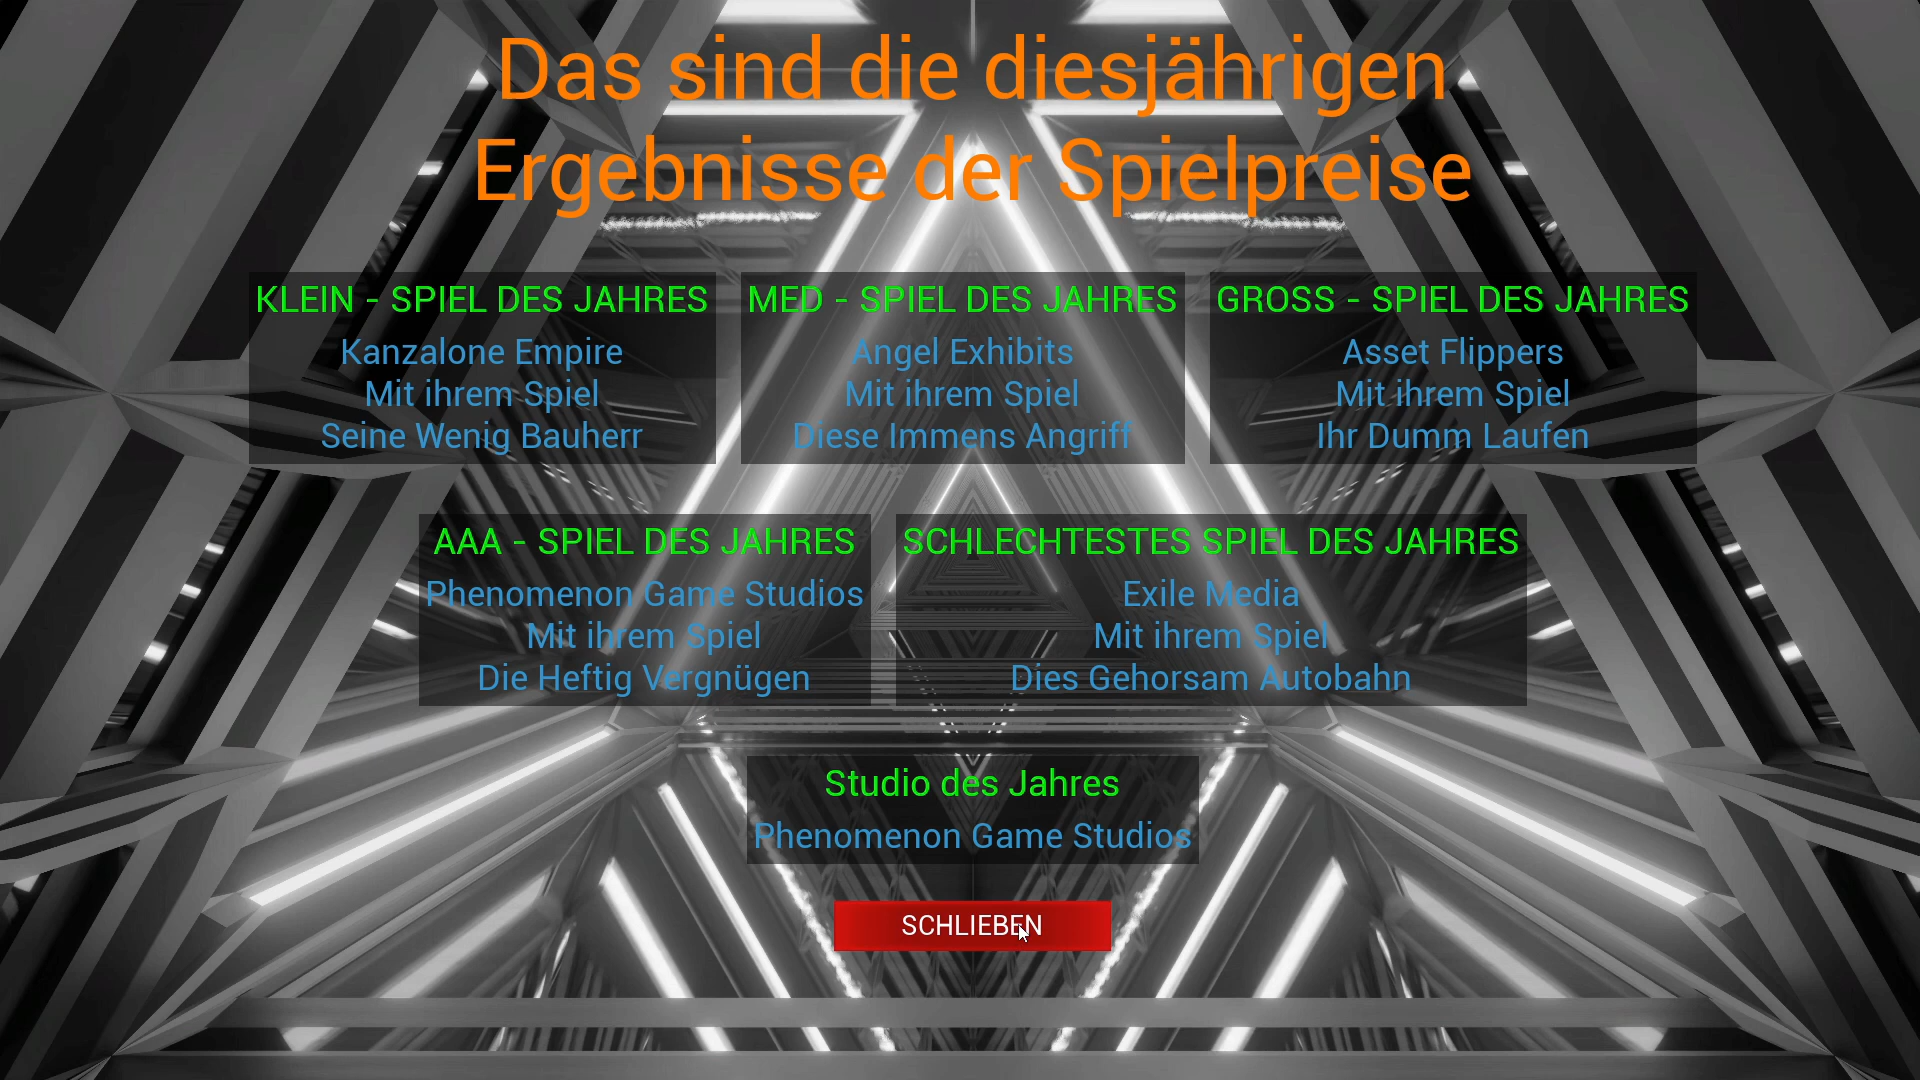 Das sind die diesjährigen
Ergebnisse der Spielpreise
KLEIN - SPIEL DES JAHRES
Kanzalone Empire
Mit ihrem Spiel
Seine Wenig Bauherr
MED - SPIEL DES JAHRES
Angel Exhibits
Mit ihrem Spiel
Diese Immens Angriff
GROSS - SPIEL DES JAHRES
Asset Flippers
Mit ihrem Spiel
Ihr Dumm Laufen
AAA - SPIEL DES JAHRES
Phenomenon Game Studios
Mit ihrem Spiel
Die Heftig Vergnügen
SCHLECHTESTES SPIEL DES JAHRES
Exile Media
Mit ihrem Spiel
Dies Gehorsam Autobahn
Studio des Jahres
Phenomenon Game Studios
SCHLIEBEN